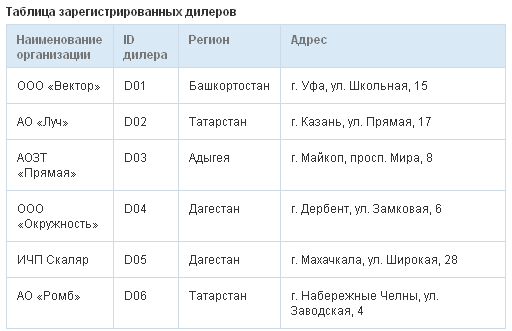 Таблица зарегистрированных дилеров
Наименование организации ID дилера Регион Адрес
ООО «Вектор» D01 Башкортостан г. Уфа, ул. Школьная, 15
АО «Луч» D02 Татарстан г. Казань, ул. Прямая, 17
АОЗТ «Прямая» D03 Адыгея г. Майкоп, просп. Мира, 8
ООО «Окружность» D04 Дагестан г. Дербент, ул. Замковая, 6
ИЧП Скаляр D05 Дагестан г. Махачкала, ул. Широкая, 28
АО «Ромб» D06 Татарстан г. Набережные Челны, ул. Заводская, 4